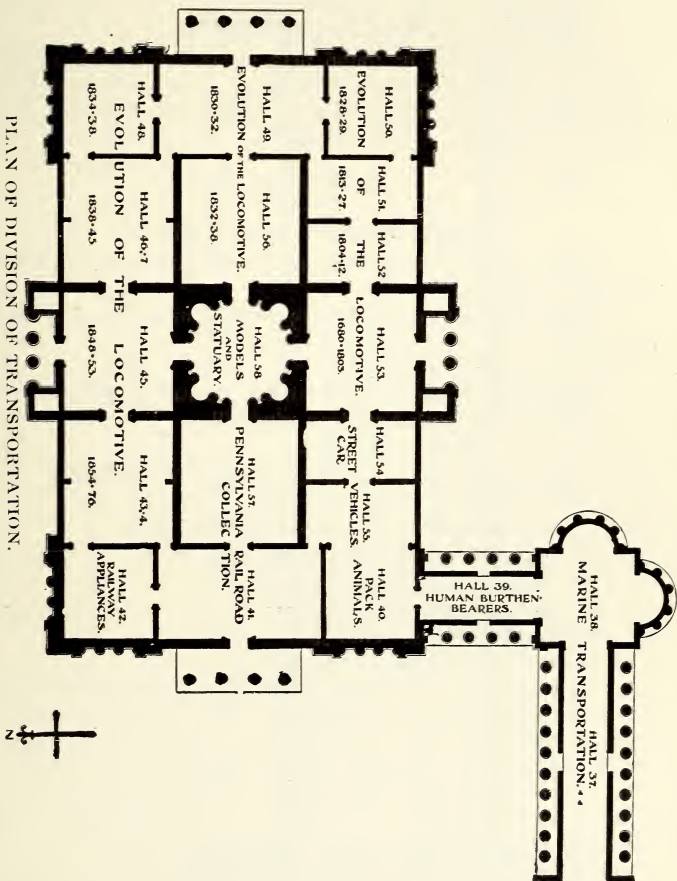 HALL 50.
EVOLUTION
1828-29.
HALL 51.
OF
1813-27.
HALL 52
THE
1804-12.
HALL 53.
LOCOMOTIVE.
1680-1803.
HALL 54
STREET
CAR.
HALL 55.
VEHICLES.
HALL 40.
PACK
ANIMALS.
HALL 49.
EVOLUTION OF THE LOCOMOTIVE.
1830-32.
HALL 56.
1832-38.
HALL 58
MODELS
AND
STATUARY.
HALL 57.
PENNSYLVANIA RAIL ROAD
COLLECTION.
HALL 41.
HALL 48.
EVOLUTION OF THE LOCOMOTIVE.
1834-38.
HALL 46,-7
1838-45
HALL 45.
1848-53.
HALL 43,-4.
1854-76.
HALL 42.
RAILWAY
APPLIANCES.
HALL 39.
HUMAN BURTHEN
BEARERS.
HALL 38.
MARINE TRANSPORTATION.
HALL 37.
N
PLAN OF DIVISION OF TRANSPORTATION.